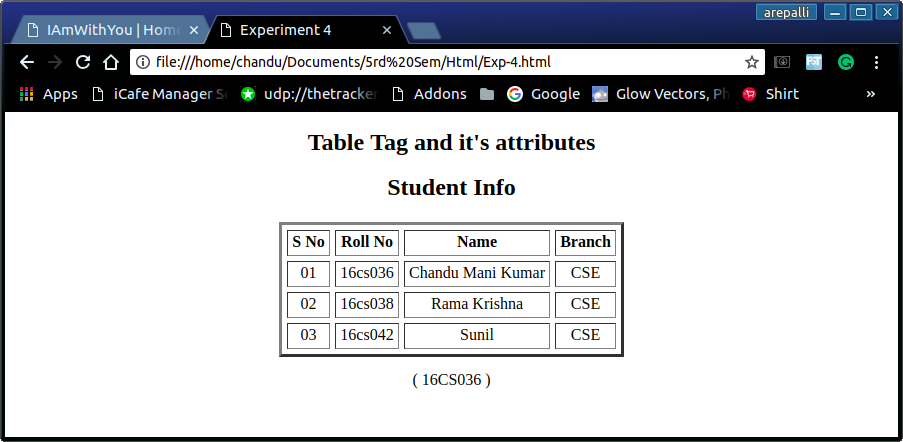 arepalli
IAmWithYou | Hom
Experiment 4
file:///home/chandu/Documents/5rd%20Sem/Html/Exp-4.html
Apps iCafe Manager udp://thetracker Addons Google Glow Vectors, Shirt »
Table Tag and it's attributes
Student Info
S No Roll No Name Branch
01 16cs036 Chandu Mani Kumar CSE
02 16cs038 Rama Krishna CSE
03 16cs042 Sunil CSE
( 16CS036 )